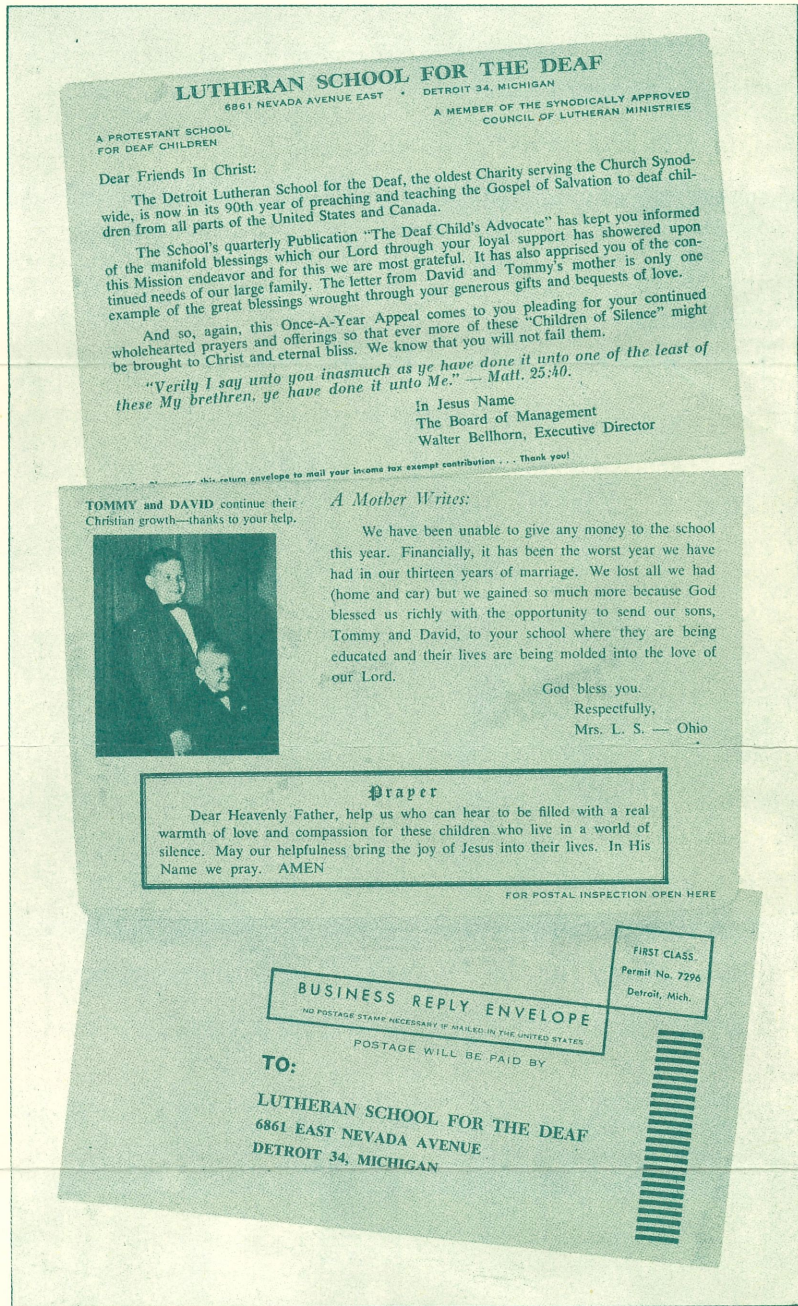 LUTHERAN SCHOOL FOR THE DEAF
6861 NEVADA AVENUE EAST • DETROIT 34, MICHIGAN
A PROTESTANT SCHOOL
FOR DEAF CHILDREN
A MEMBER OF THE SYNODICALLY APPROVED
COUNCIL OF LUTHERAN MINISTRIES
Dear Friends In Christ:
The Detroit Lutheran School for the Deaf, the oldest Charity serving the Church Synod-
wide, is now in its 90th year of preaching and teaching the Gospel of Salvation to deaf chil-
dren from all parts of the United States and Canada.
The School's quarterly Publication "The Deaf Child's Advocate" has kept you informed
of the manifold blessings which our Lord through your loyal support has showered upon
this Mission endeavor and for this we are most grateful. It has also apprised you of the con-
tinued needs of our large family. The letter from David and Tommy's mother is only one
example of the great blessings wrought through your generous gifts and bequests of love.
And so, again, this Once-A-Year Appeal comes to you pleading for your continued
wholehearted prayers and offerings so that ever more of these "Children of Silence" might
be brought to Christ and eternal bliss. We know that you will not fail them.
"Verily I say unto you inasmuch as ye have done it unto one of the least of
these My brethren, ye have done it unto Me." — Matt. 25:40.
In Jesus Name
The Board of Management
Walter Bellhorn, Executive Director
this return envelope to mail your income tax exempt contribution . . . Thank you!
TOMMY and DAVID continue their
Christian growth—thanks to your help.
A Mother Writes:
We have been unable to give any money to the school
this year. Financially, it has been the worst year we have
had in our thirteen years of marriage. We lost all we had
(home and car) but we gained so much more because God
blessed us richly with the opportunity to send our sons,
Tommy and David, to your school where they are being
educated and their lives are being molded into the love of
our Lord.
God bless you.
Respectfully,
Mrs. L. S. — Ohio
Prayer
Dear Heavenly Father, help us who can hear to be filled with a real
warmth of love and compassion for these children who live in a world of
silence. May our helpfulness bring the joy of Jesus into their lives. In His
Name we pray. AMEN
FOR POSTAL INSPECTION OPEN HERE
FIRST CLASS
Permit No. 7296
Detroit, Mich.
BUSINESS REPLY ENVELOPE
NO POSTAGE STAMP NECESSARY IF MAILED IN THE UNITED STATES
POSTAGE WILL BE PAID BY
TO:
LUTHERAN SCHOOL FOR THE DEAF
6861 EAST NEVADA AVENUE
DETROIT 34, MICHIGAN